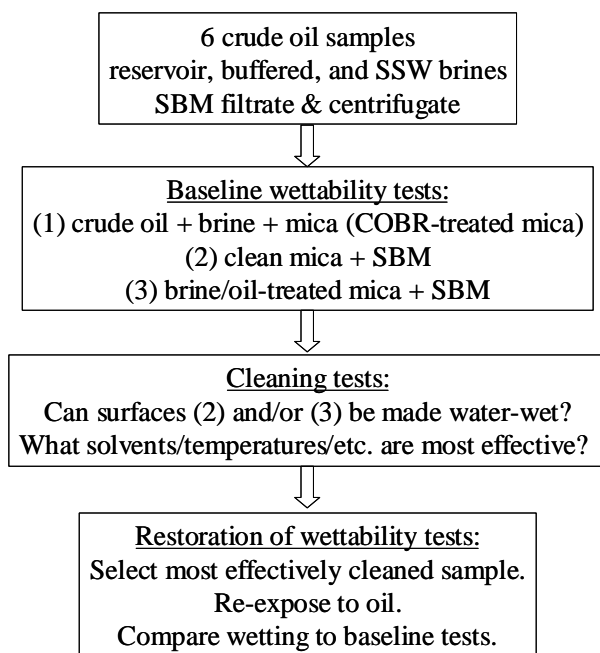 6 crude oil samples
reservoir, buffered, and SSW brines
SBM filtrate & centrifugate
Baseline wettability tests:
(1) crude oil + brine + mica (COBR-treated mica)
(2) clean mica + SBM
(3) brine/oil-treated mica + SBM
Cleaning tests:
Can surfaces (2) and/or (3) be made water-wet?
What solvents/temperatures/etc. are most effective?
Restoration of wettability tests:
Select most effectively cleaned sample.
Re-expose to oil.
Compare wetting to baseline tests.